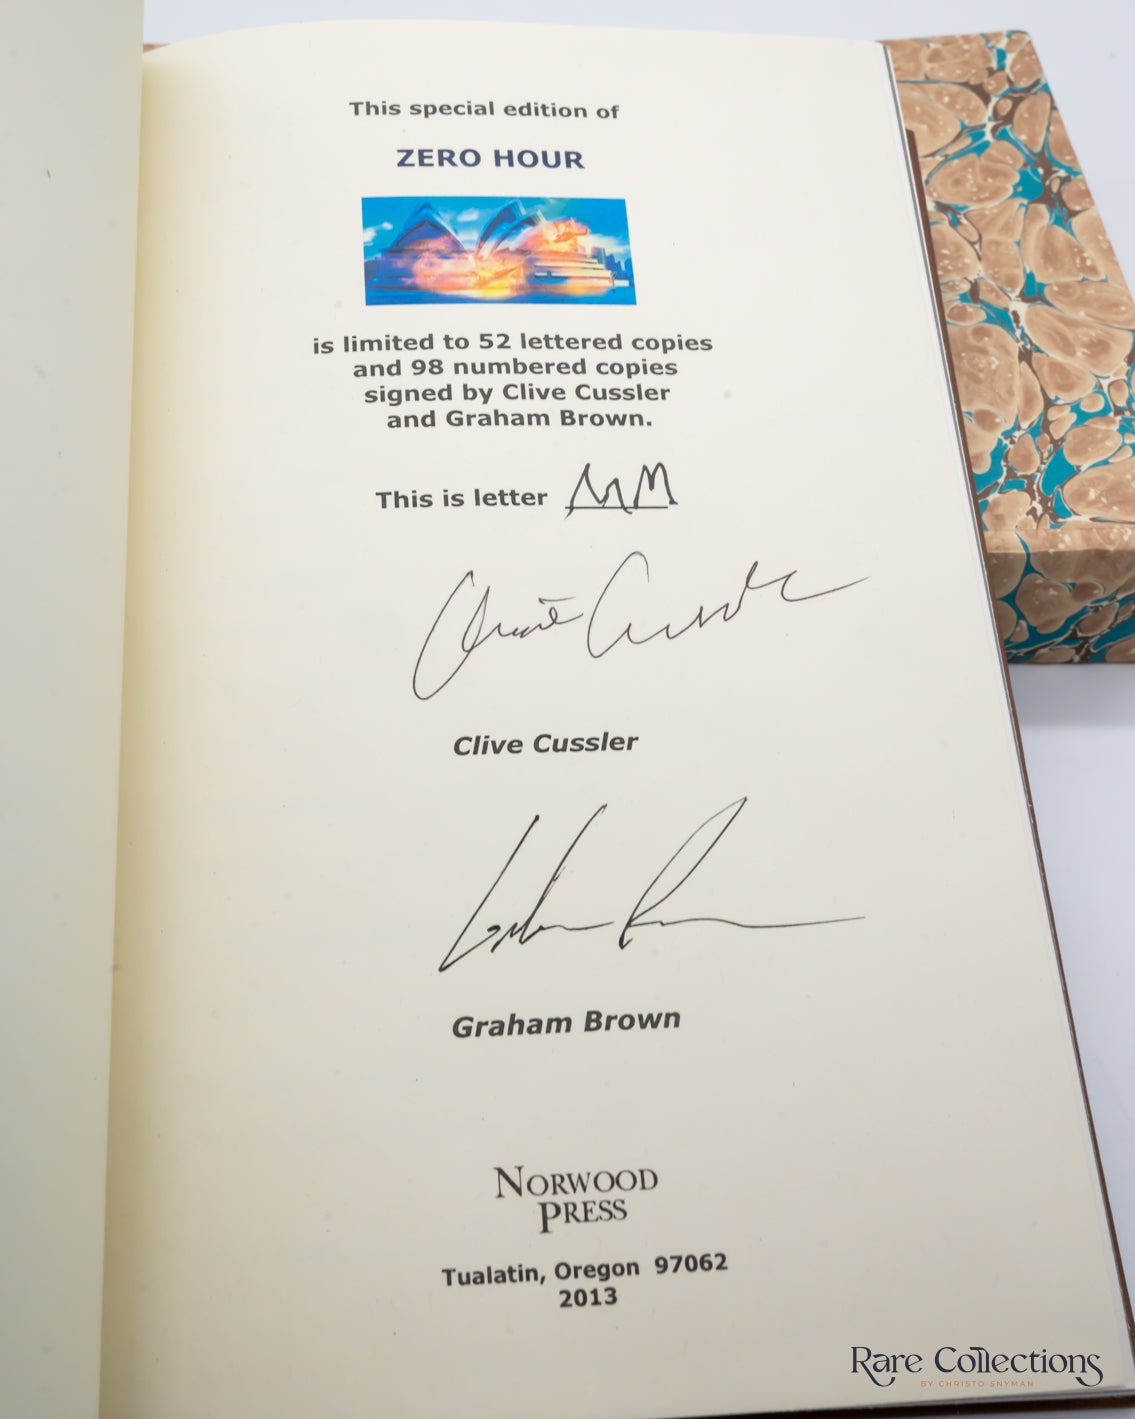 This special edition of
ZERO HOUR
is limited to 52 lettered copies
and 98 numbered copies
signed by Clive Cussler
and Graham Brown.
This is letter MM
Clive Cussler
Clive Cussler
Graham Brown
NORWOOD
PRESS
Tualatin, Oregon 97062
2013
Rare Collections
BY CHRISTO SNYMAN